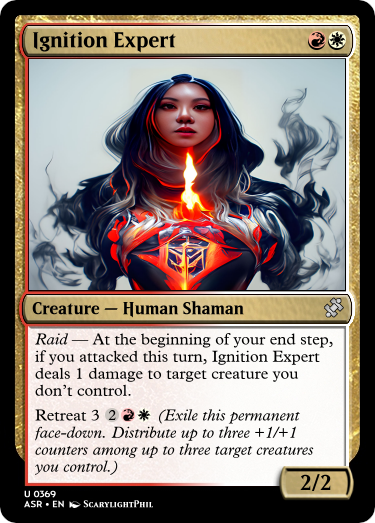 Ignition Expert
Creature — Human Shaman
Raid — At the beginning of your end step,
if you attacked this turn, Ignition Expert
deals 1 damage to target creature you
don't control.
Retreat 3 2 (Exile this permanent
face-down. Distribute up to three +1/+1
counters among up to three target creatures
you control.)
2/2
U 0369
ASR • EN ScarylightPhil